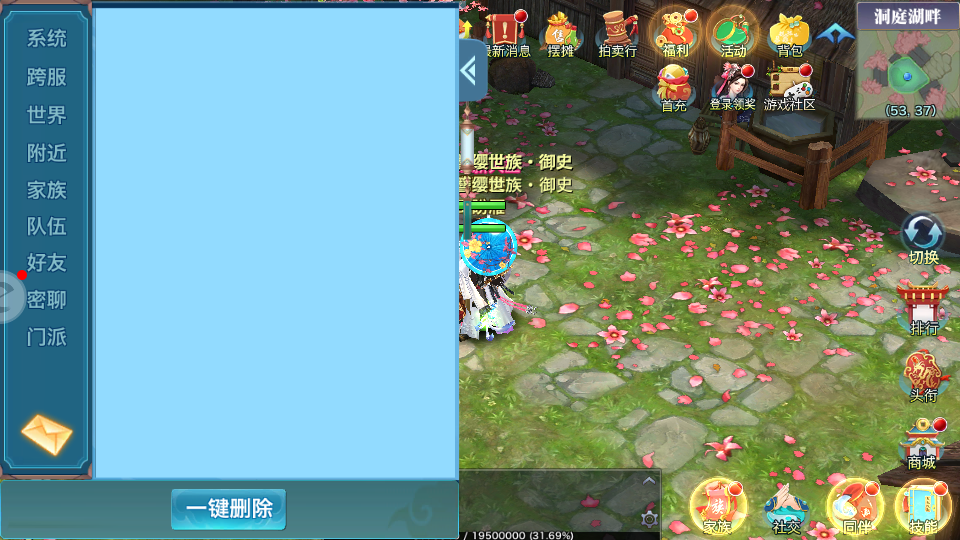 系统
跨服
世界
附近
家族
队伍
好友
密聊
门派
一键删除
最新消息
摆摊
拍卖行
福利
活动
背包
首充
登录领奖
游戏社区
洞庭湖畔
(53, 37)
缨世族·御史
缨世族·御史
切换
排行
头衔
商城
家族
社交
同伴
技能
/ 19500000 (31.69%)